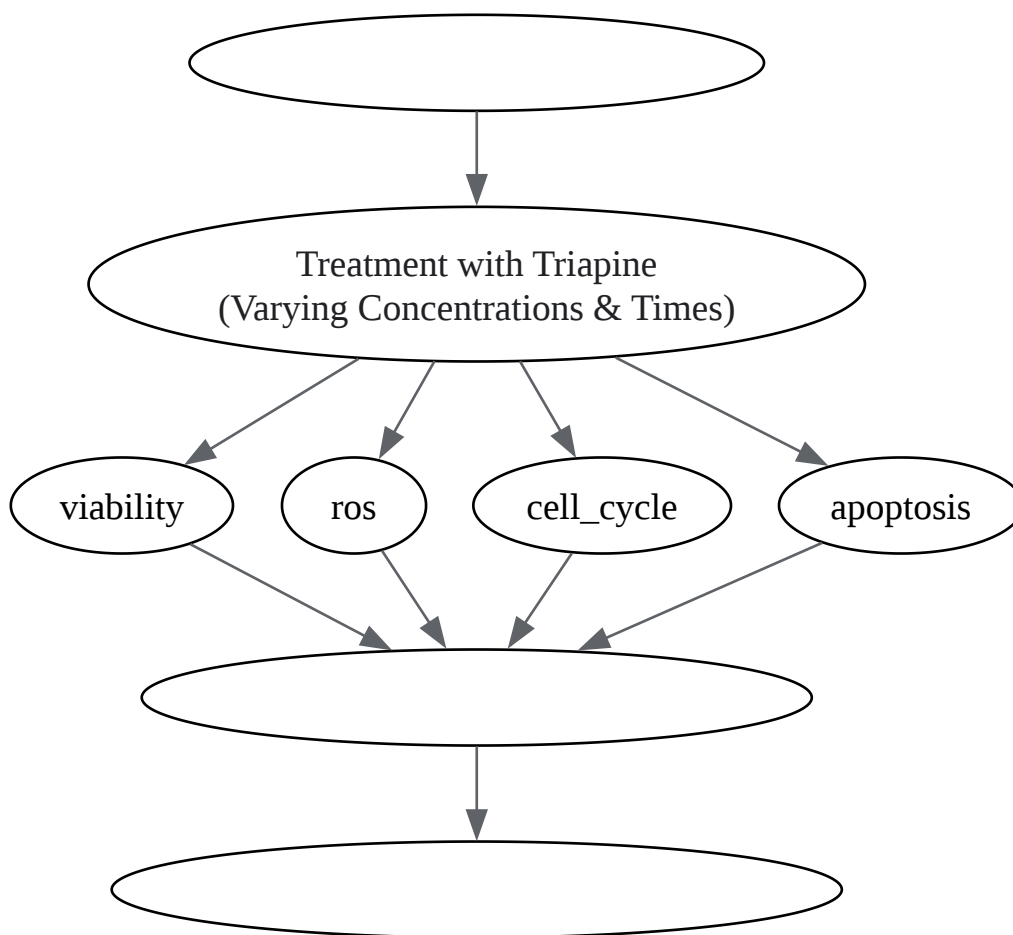 Treatment with Triapine
(Varying Concentrations & Times)
viability
ros
cell_cycle
apoptosis